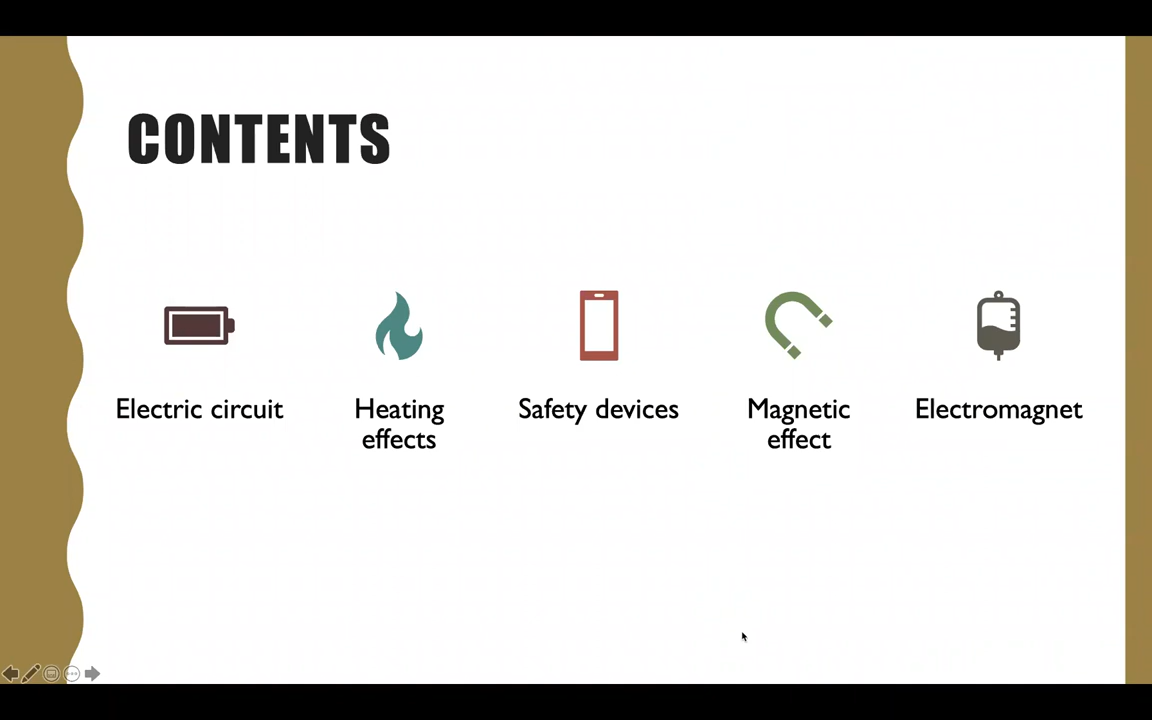 CONTENTS
Electric circuit
Heating
effects
Safety devices
Magnetic
effect
Electromagnet